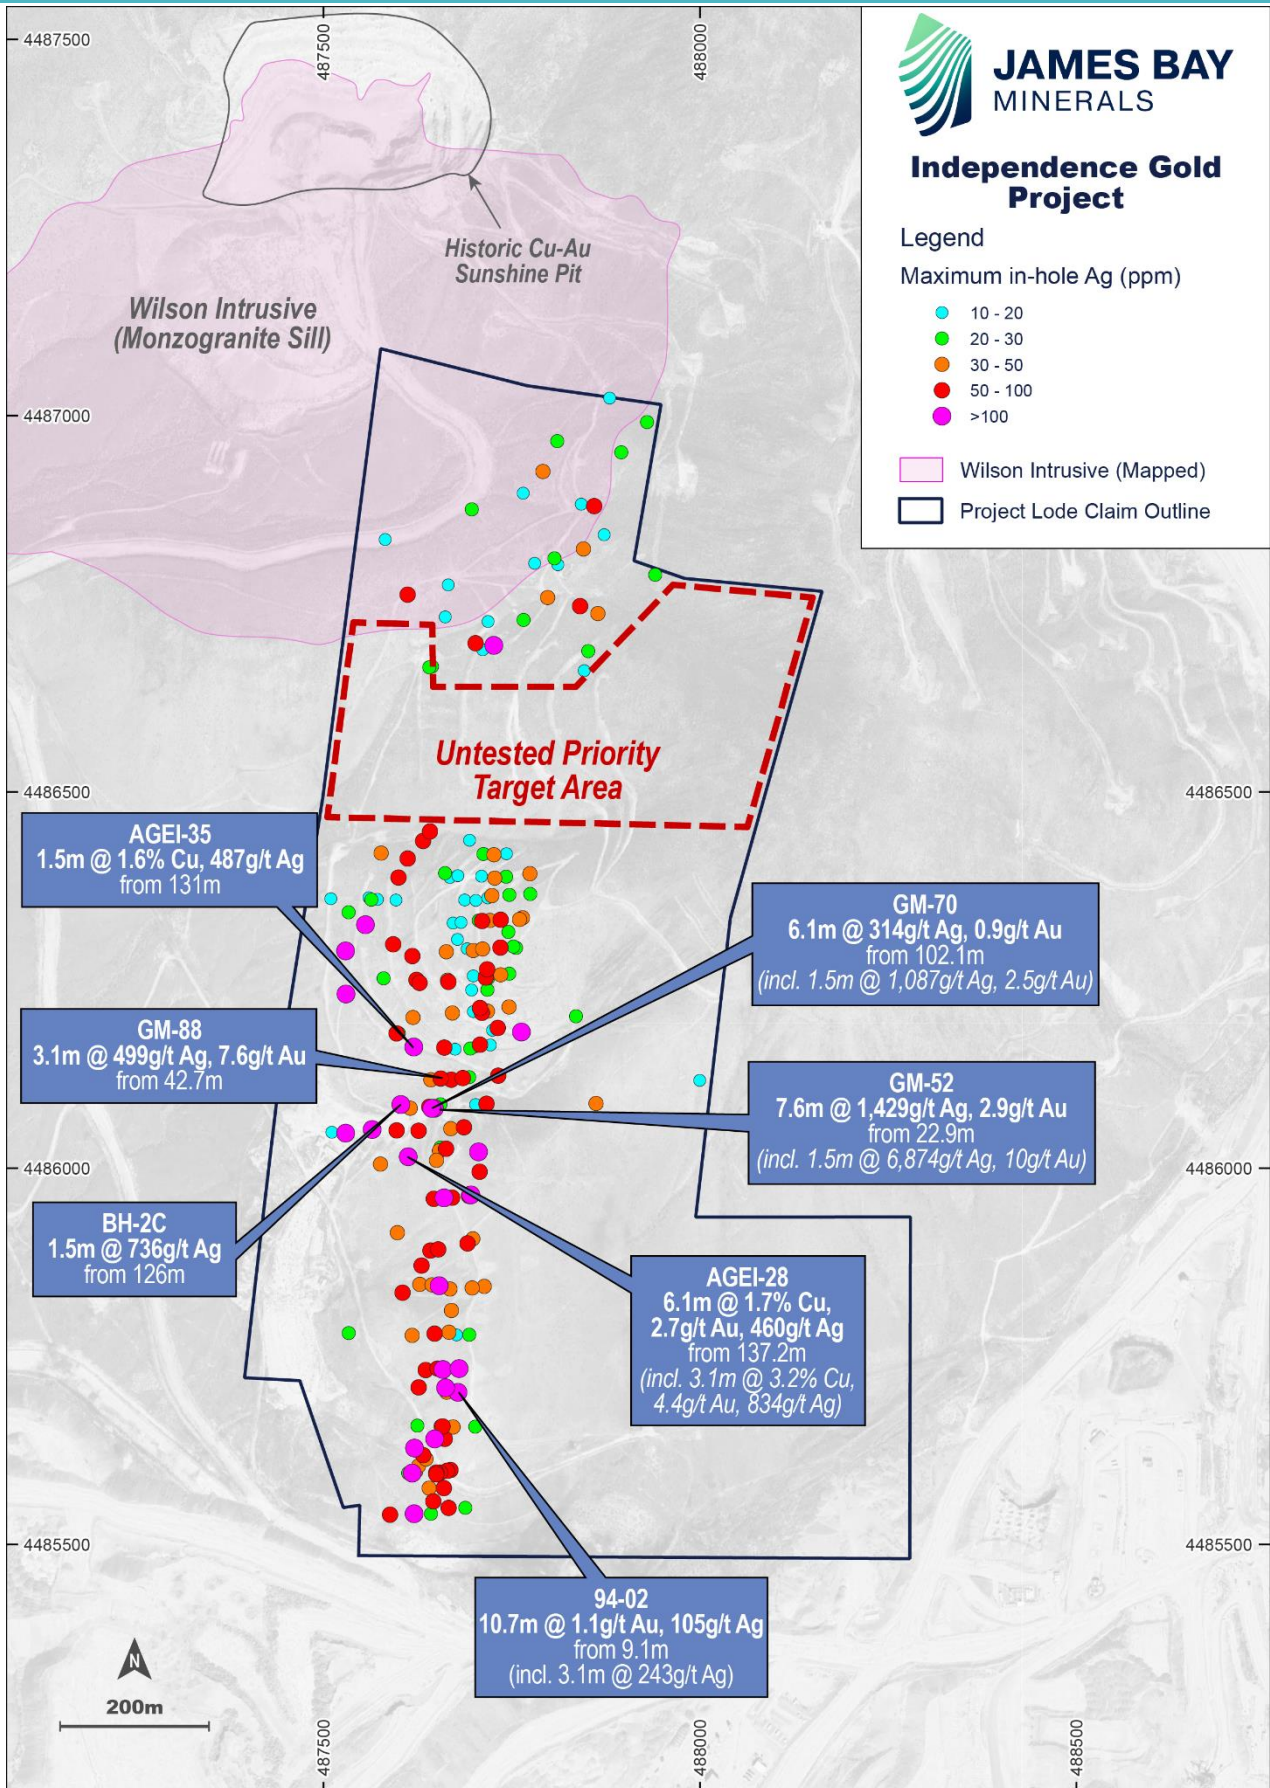 4487500
487500
488000
JAMES BAY
MINERALS
Independence Gold
Project
Legend
Maximum in-hole Ag (ppm)
10 - 20
20 - 30
30 - 50
50 - 100
>100
Wilson Intrusive (Mapped)
Project Lode Claim Outline
Historic Cu-Au
Sunshine Pit
Wilson Intrusive
(Monzogranite Sill)
4487000
Untested Priority
Target Area
4486500
4486500
AGEI-35
1.5m @ 1.6% Cu, 487g/t Ag
from 131m
GM-70
6.1m @ 314g/t Ag, 0.9g/t Au
from 102.1m
(incl. 1.5m @ 1,087g/t Ag, 2.5g/t Au)
GM-88
3.1m @ 499g/t Ag, 7.6g/t Au
from 42.7m
GM-52
7.6m @ 1,429g/t Ag, 2.9g/t Au
from 22.9m
(incl. 1.5m @ 6,874g/t Ag, 10g/t Au)
4486000
4486000
BH-2C
1.5m @ 736g/t Ag
from 126m
AGEI-28
6.1m @ 1.7% Cu,
2.7g/t Au, 460g/t Ag
from 137.2m
(incl. 3.1m @ 3.2% Cu,
4.4g/t Au, 834g/t Ag)
4485500
4485500
94-02
10.7m @ 1.1g/t Au, 105g/t Ag
from 9.1m
(incl. 3.1m @ 243g/t Ag)
N
200m
487500
488000
488500